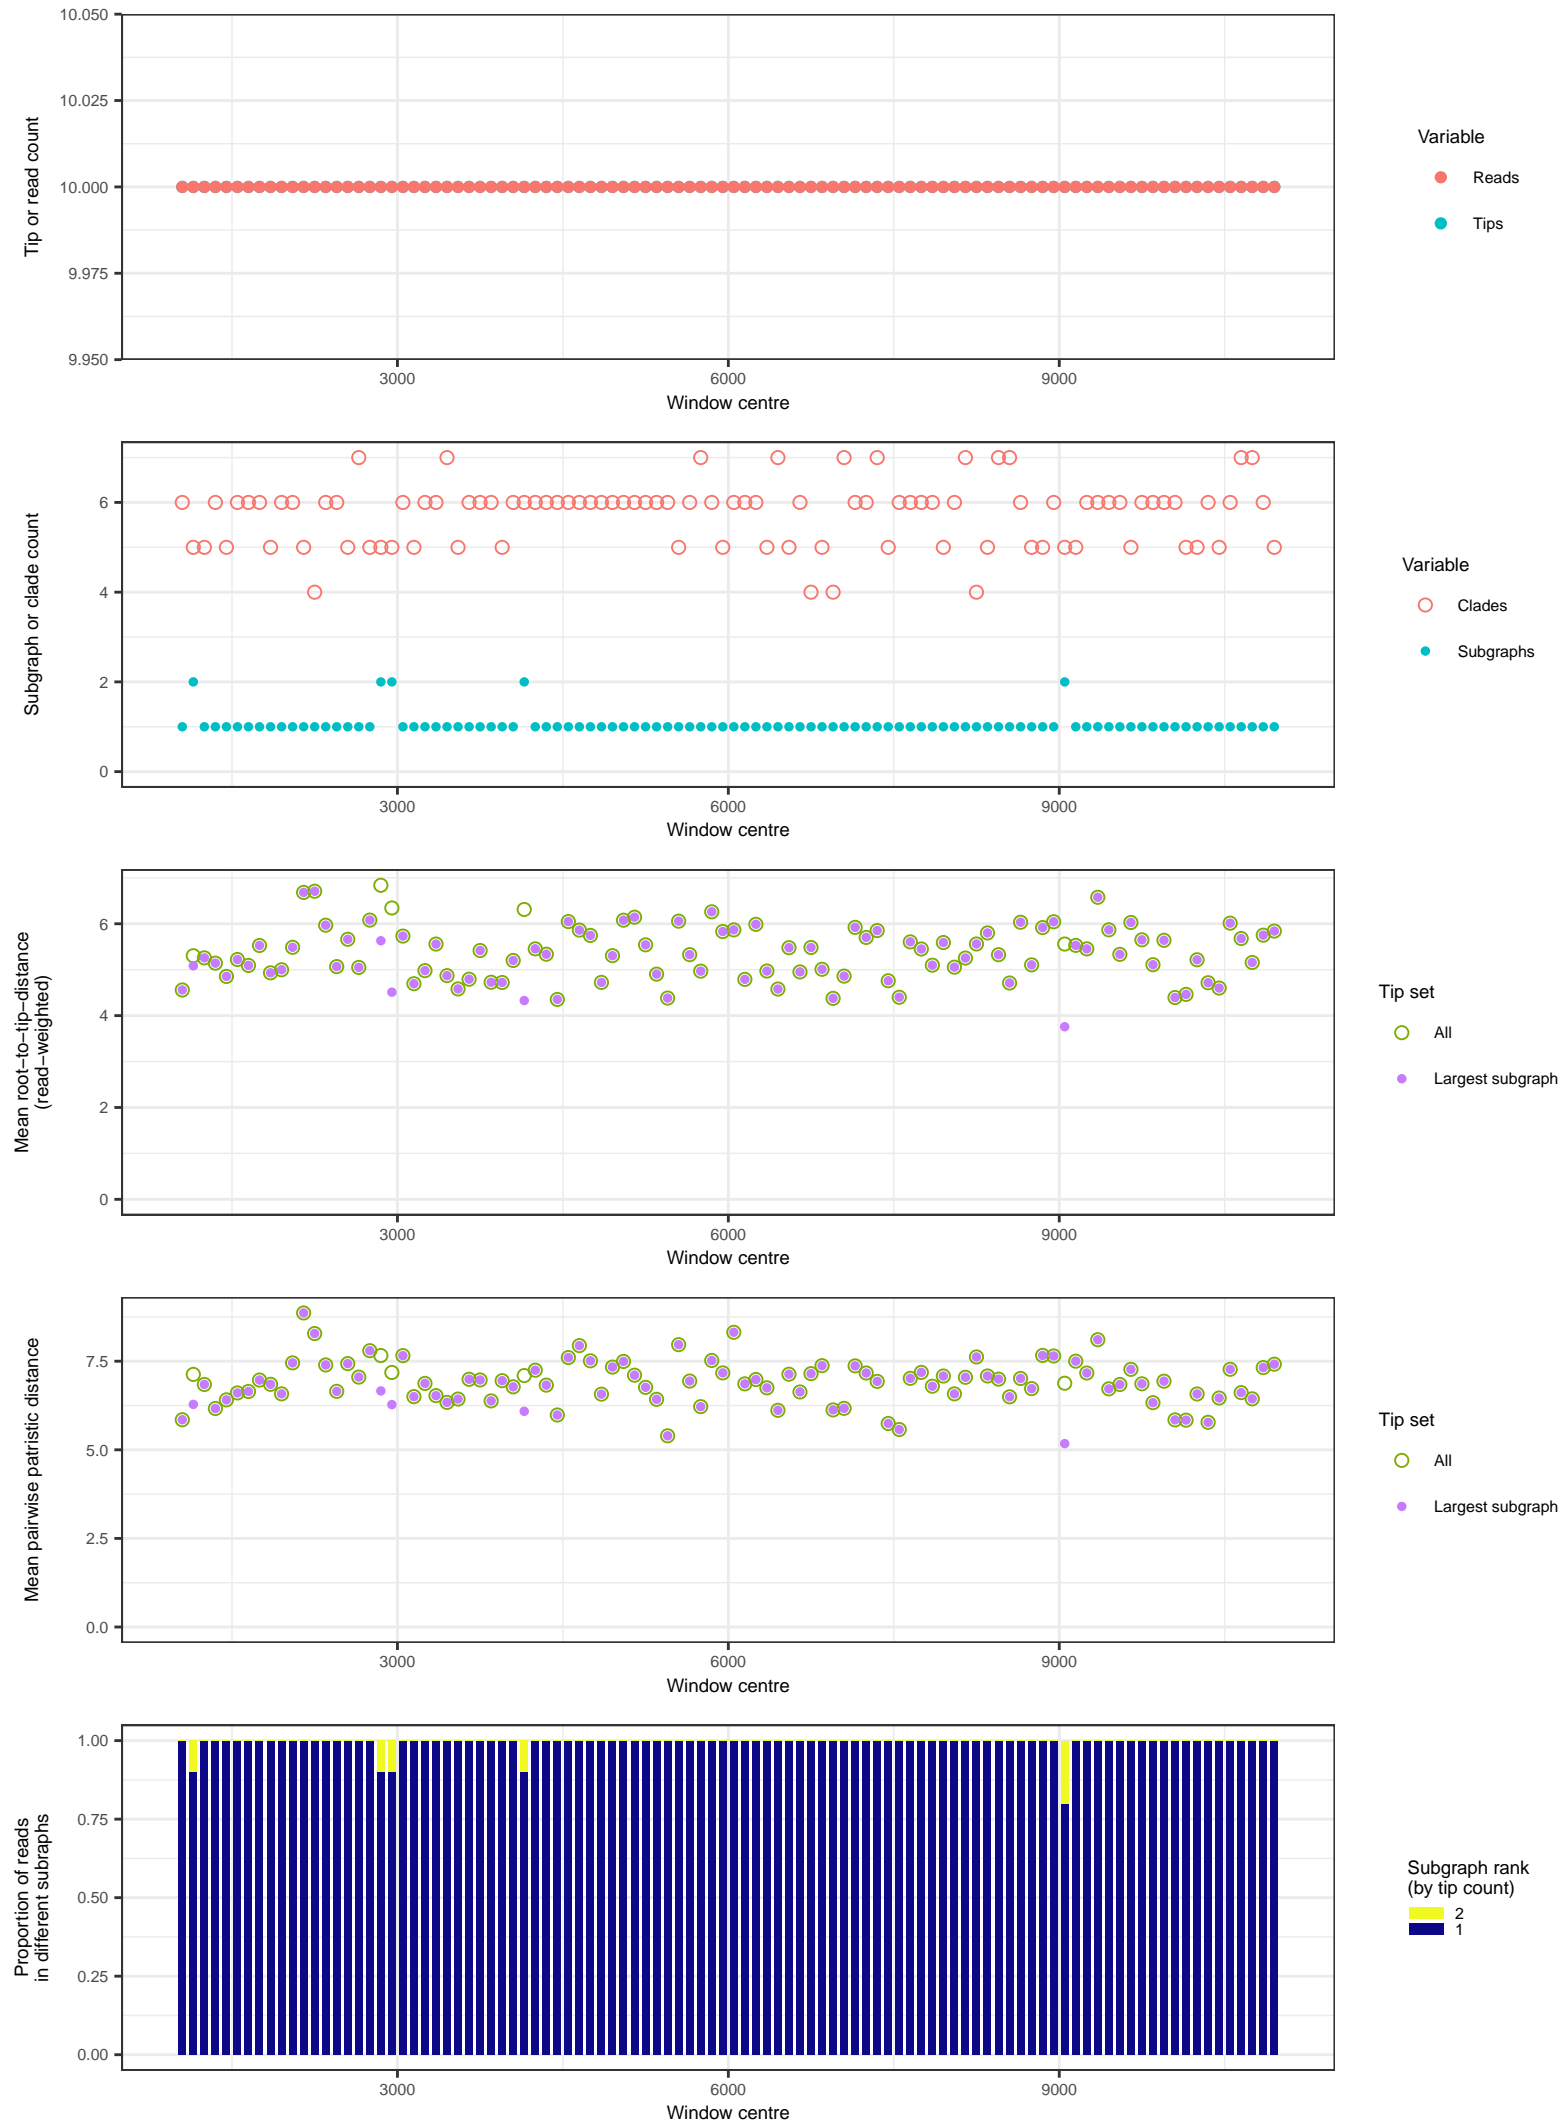 10.050
10.025
10.000
9.975
9.950
Tip or read count
3000 6000 9000
Window centre
Variable
Reads
Tips
6
4
2
0
Subgraph or clade count
3000 6000 9000
Window centre
Variable
Clades
Subgraphs
6
4
2
0
Mean root−to−tip−distance
(read−weighted)
3000 6000 9000
Window centre
Tip set
All
Largest subgraph
7.5
5.0
2.5
0.0
Mean pairwise patristic distance
3000 6000 9000
Window centre
Tip set
All
Largest subgraph
1.00
0.75
0.50
0.25
0.00
Proportion of reads
in different subraphs
3000 6000 9000
Window centre
Subgraph rank
(by tip count)
2
1